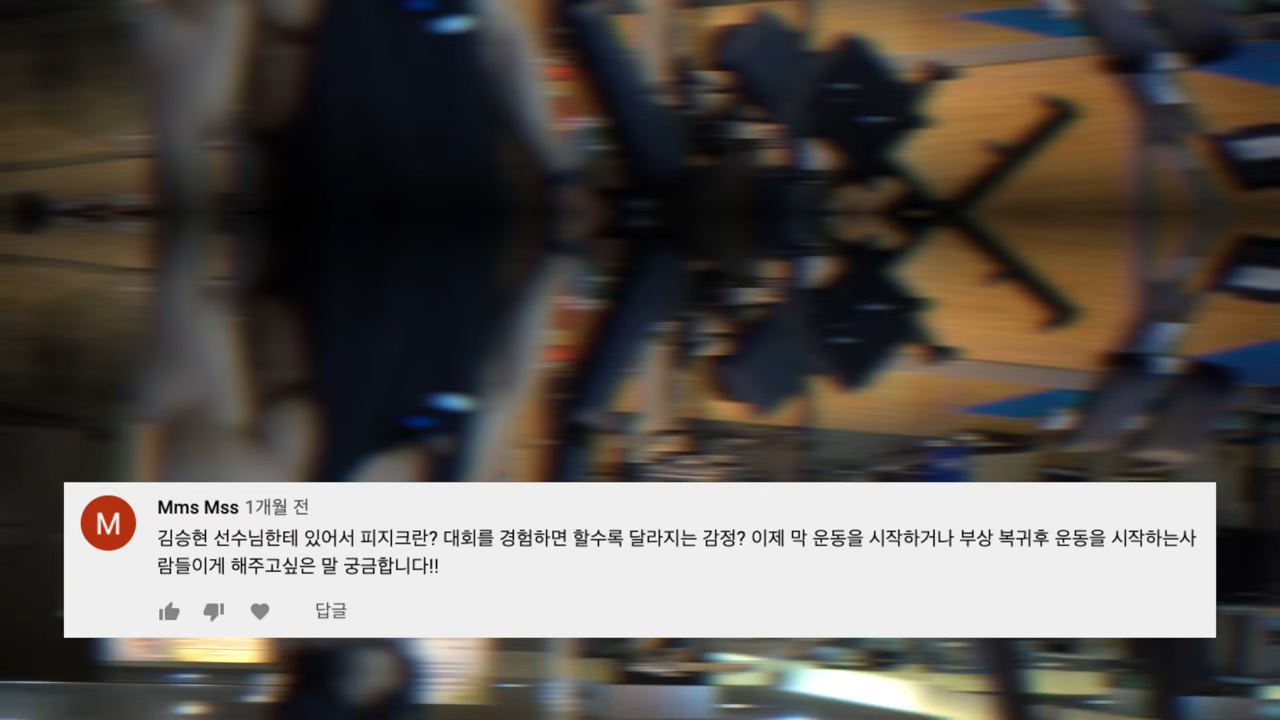 M
Mms Mss 1개월 전
김승현 선수님한테 있어서 피지크란? 대회를 경험하면 할수록 달라지는 감정? 이제 막 운동을 시작하거나 부상 복귀후 운동을 시작하는사
람들이게 해주고싶은 말 궁금합니다!!
답글